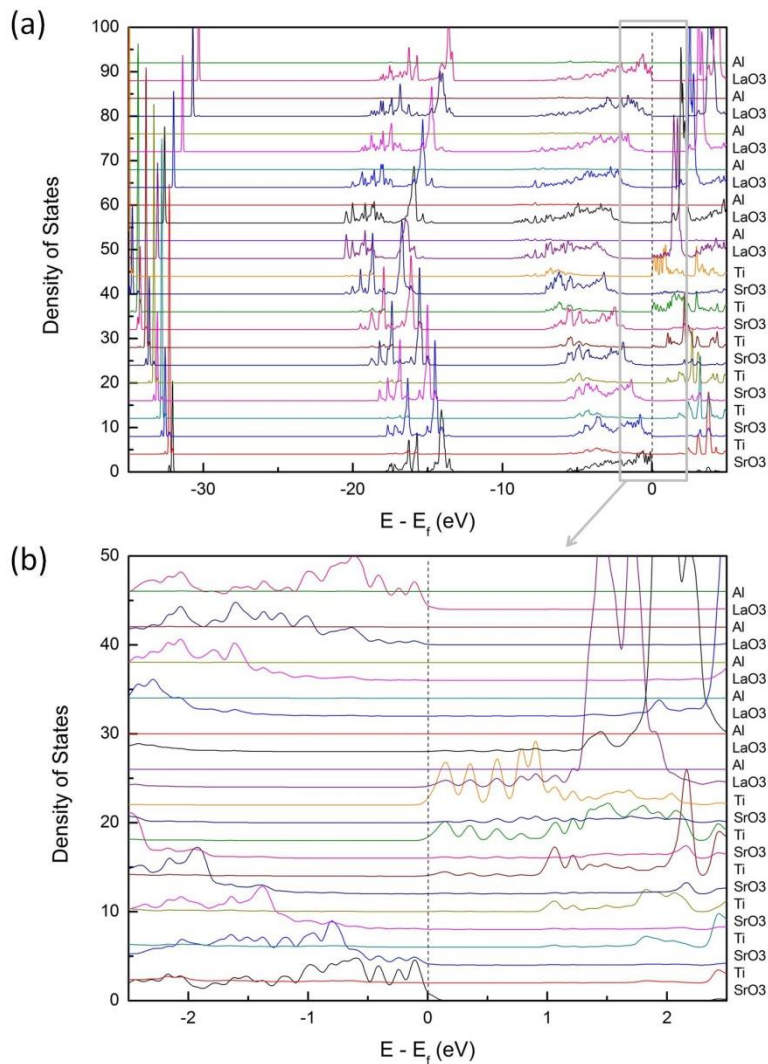 (a)
100
90
80
70
60
50
40
30
20
10
0
Density of States
Al
LaO3
Al
LaO3
Al
LaO3
Al
LaO3
Al
LaO3
Al
LaO3
Ti
SrO3
Ti
SrO3
Ti
SrO3
Ti
SrO3
Ti
SrO3
Ti
SrO3
-30 -20 -10 0
E - Ef (eV)
(b)
50
40
30
20
10
0
Density of States
Al
LaO3
Al
LaO3
Al
LaO3
Al
LaO3
Al
LaO3
Al
LaO3
Ti
SrO3
Ti
SrO3
Ti
SrO3
Ti
SrO3
Ti
SrO3
Ti
SrO3
-2 -1 0 1 2
E - Ef (eV)